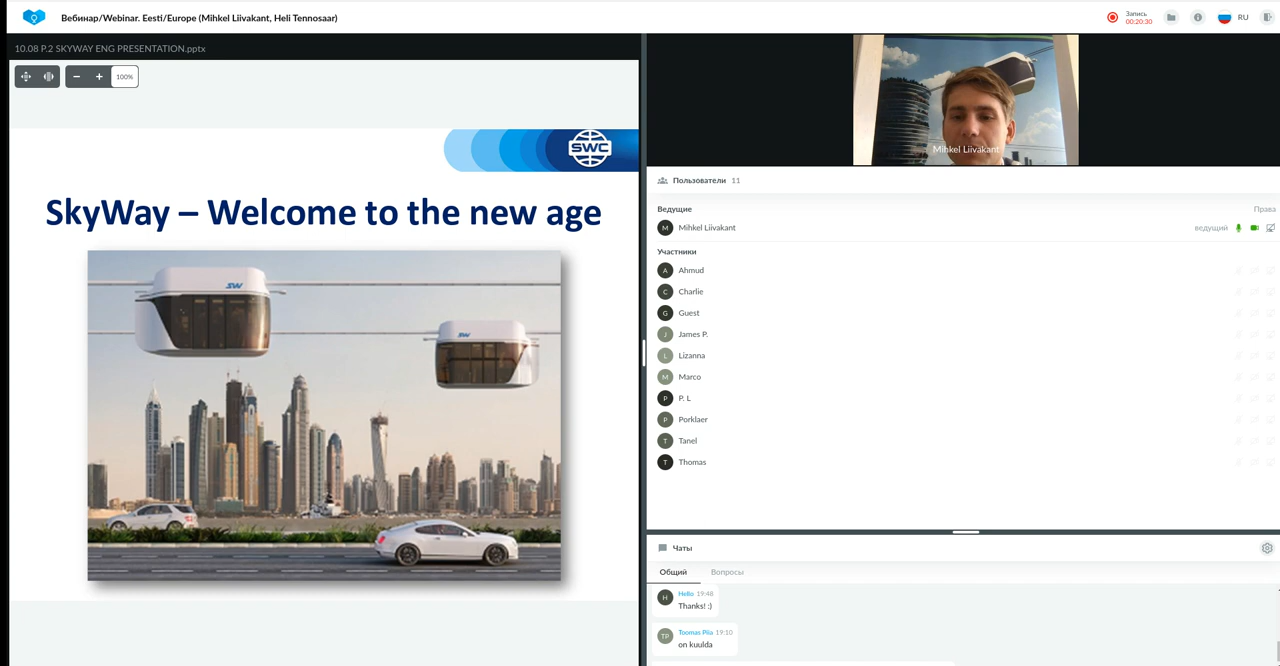 Вебинар/Webinar. Eesti/Europe (Mihkel Liivakant, Heli Tennosaar)
Запись
00:20:30
RU
10.08 P.2 SKYWAY ENG PRESENTATION.pptx
100%
SWC
SkyWay – Welcome to the new age
SW
SW
Mihkel Liivakant
Пользователи 11
Ведущие Права
M Mihkel Liivakant ведущий
Участники
A Ahmud
C Charlie
G Guest
J James P.
L Lizanna
M Marco
P P. L
P Porklaer
T Tanel
T Thomas
Чаты
Общий Вопросы
H Hello 19:48
Thanks! :)
TP Toomas Pila 19:10
on kuulda